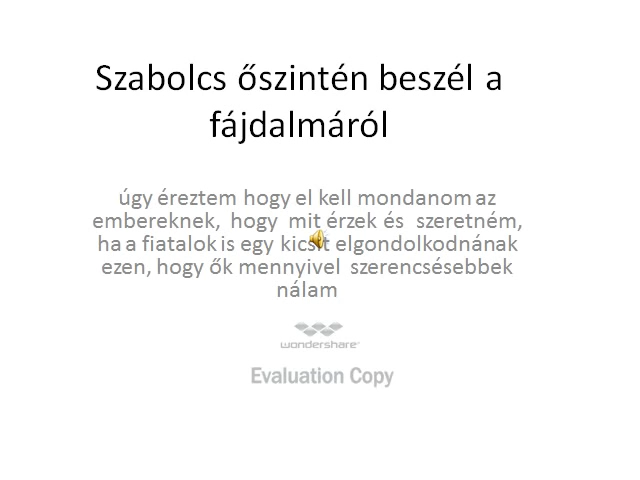 Szabolcs őszintén beszél a
fájdalmáról
úgy éreztem hogy el kell mondanom az
embereknek, hogy mit érzek és szeretném,
ha a fiatalok is egy kicsit elgondolkodnának
ezen, hogy ők mennyivel szerencsésebbek
nálam
wondershare
Evaluation Copy